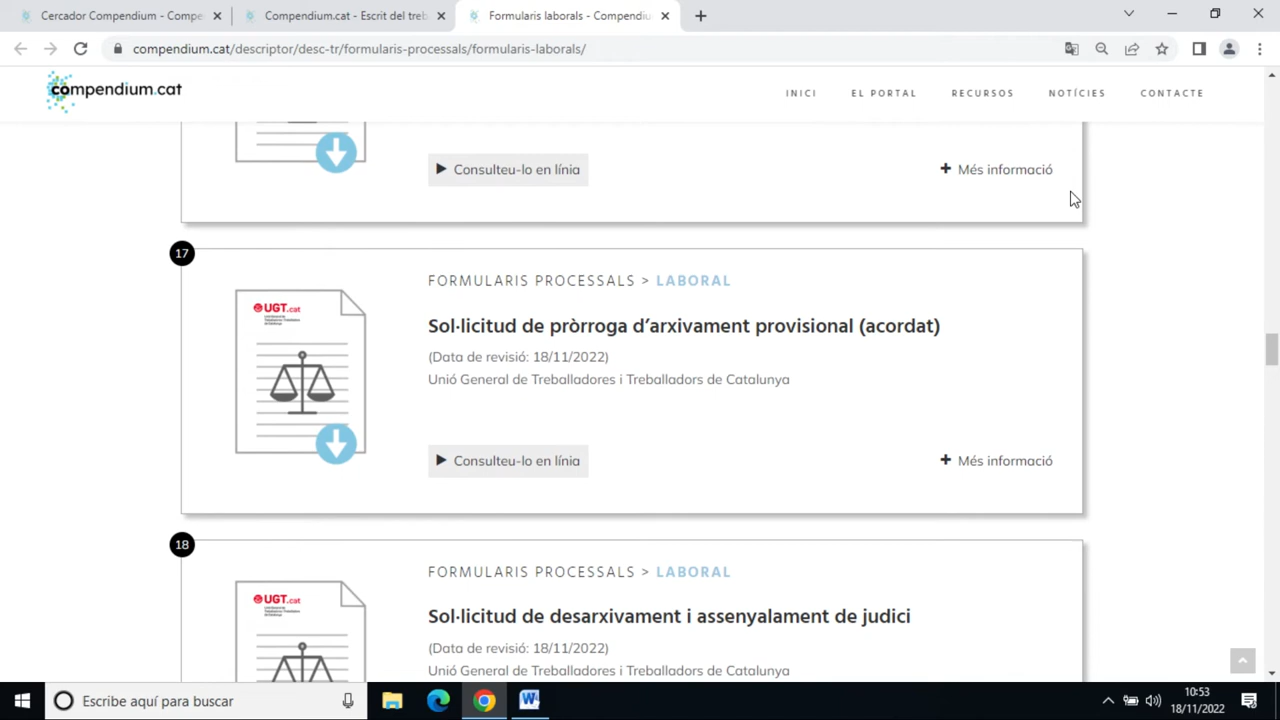 Cercador Compendium - Compe
Compendium.cat - Escrit del treb
Formularis laborals - Compendiu
compendium.cat/descriptor/desc-tr/formularis-processals/formularis-laborals/
compendium.cat
INICI
EL PORTAL
RECURSOS
NOTÍCIES
CONTACTE
Consulteu-lo en línia
Més informació
17
UGT.cat
FORMULARIS PROCESSALS > LABORAL
Sol·licitud de pròrroga d’arxivament provisional (acordat)
(Data de revisió: 18/11/2022)
Unió General de Treballadores i Treballadors de Catalunya
Consulteu-lo en línia
Més informació
18
UGT.cat
FORMULARIS PROCESSALS > LABORAL
Sol·licitud de desarxivament i assenyalament de judici
(Data de revisió: 18/11/2022)
Unió General de Treballadores i Treballadors de Catalunya
Escribe aquí para buscar
10:53
18/11/2022